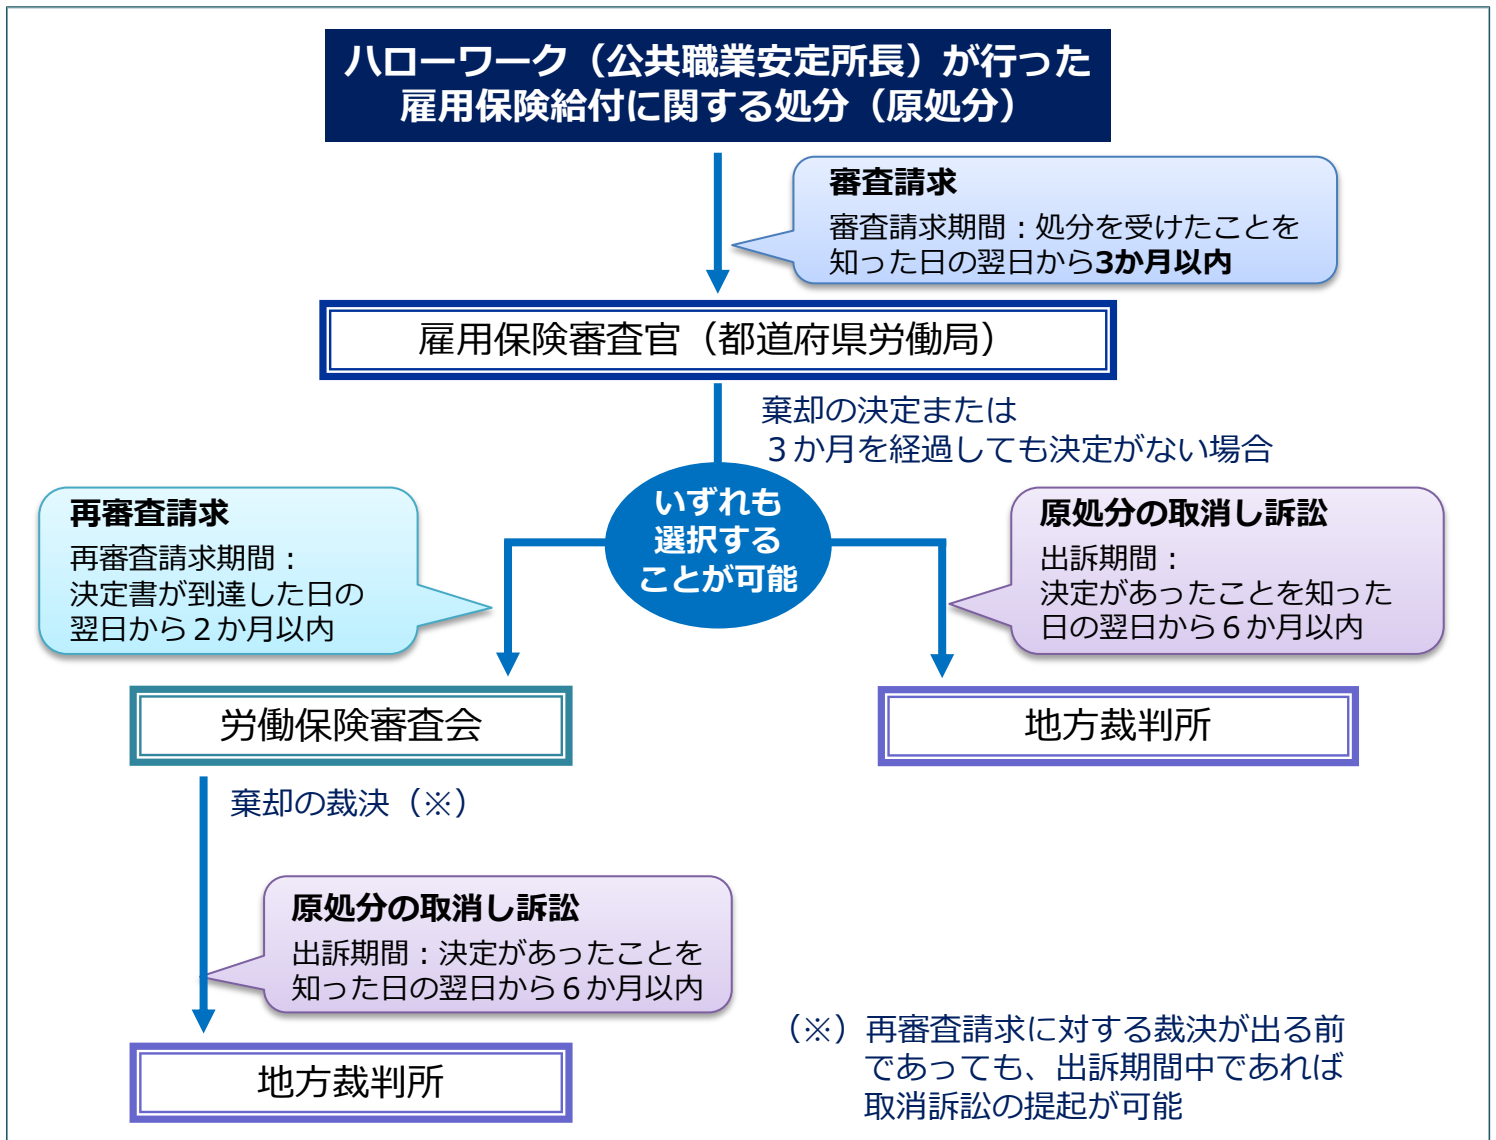 ハローワーク（公共職業安定所長）が行った
雇用保険給付に関する処分（原処分）
審査請求
審査請求期間：処分を受けたことを
知った日の翌日から3か月以内
雇用保険審査官（都道府県労働局）
棄却の決定または
３か月を経過しても決定がない場合
いずれも
選択する
ことが可能
再審査請求
再審査請求期間：
決定書が到達した日の
翌日から２か月以内
原処分の取消し訴訟
出訴期間：
決定があったことを知った
日の翌日から６か月以内
労働保険審査会
地方裁判所
棄却の裁決（※）
原処分の取消し訴訟
出訴期間：決定があったことを
知った日の翌日から６か月以内
地方裁判所
（※）再審査請求に対する裁決が出る前
であっても、出訴期間中であれば
取消訴訟の提起が可能